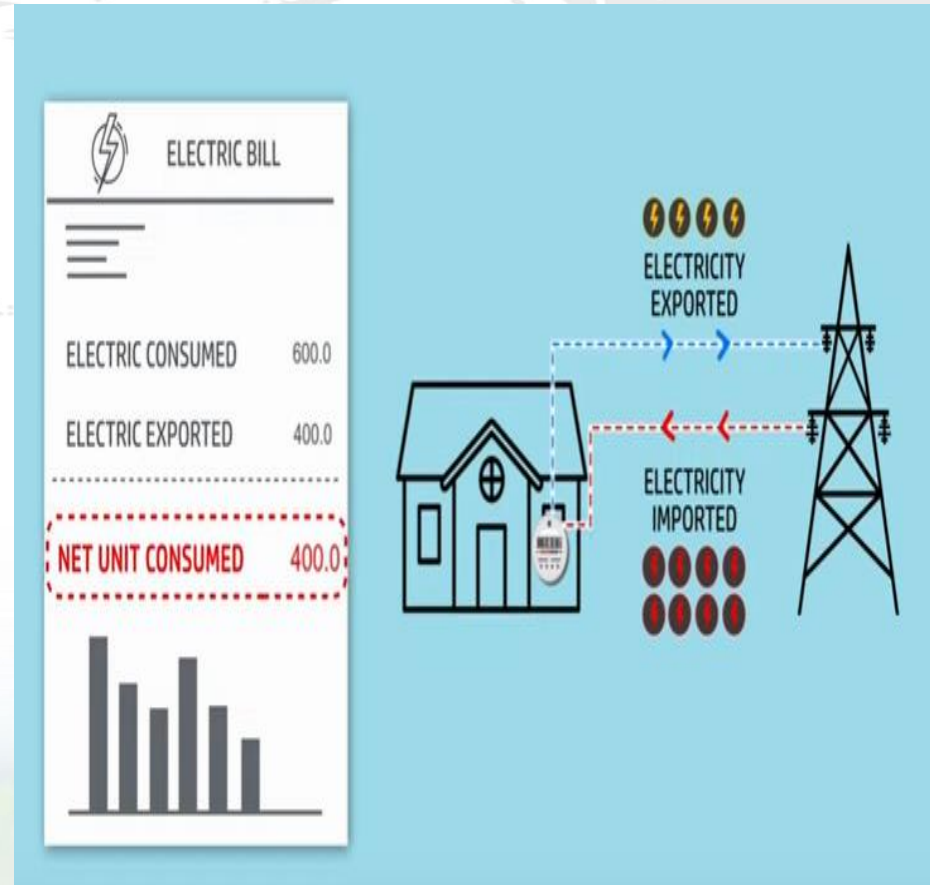 ELECTRIC BILL
ELECTRIC CONSUMED 600.0
ELECTRIC EXPORTED 400.0
NET UNIT CONSUMED 400.0
ELECTRICITY
EXPORTED
ELECTRICITY
IMPORTED